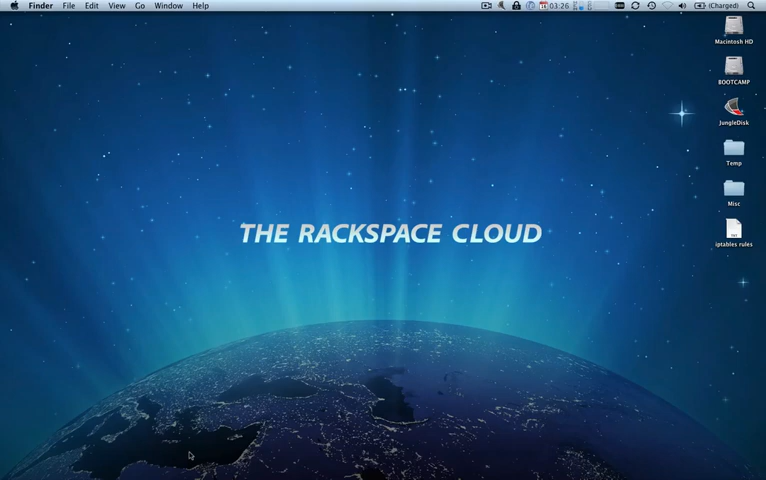 Finder File Edit View Go Window Help
03:26 (Charged)
Macintosh HD
BOOTCAMP
JungleDisk
Temp
Misc
iptables rules
THE RACKSPACE CLOUD